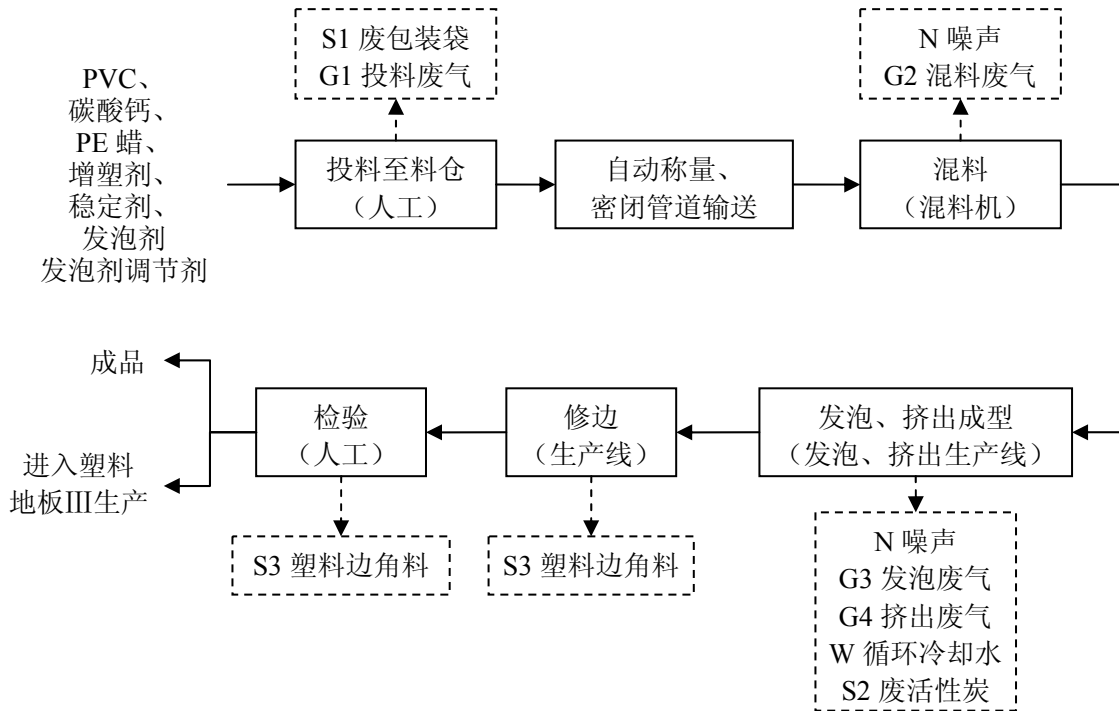 PVC、
碳酸钙、
PE 蜡、
增塑剂、
稳定剂、
发泡剂
发泡剂调节剂
S1 废包装袋
G1 投料废气
投料至料仓
（人工）
自动称量、
密闭管道输送
N 噪声
G2 混料废气
混料
（混料机）
成品
进入塑料
地板Ⅲ生产
检验
（人工）
修边
（生产线）
发泡、挤出成型
（发泡、挤出生产线）
S3 塑料边角料
S3 塑料边角料
N 噪声
G3 发泡废气
G4 挤出废气
W 循环冷却水
S2 废活性炭